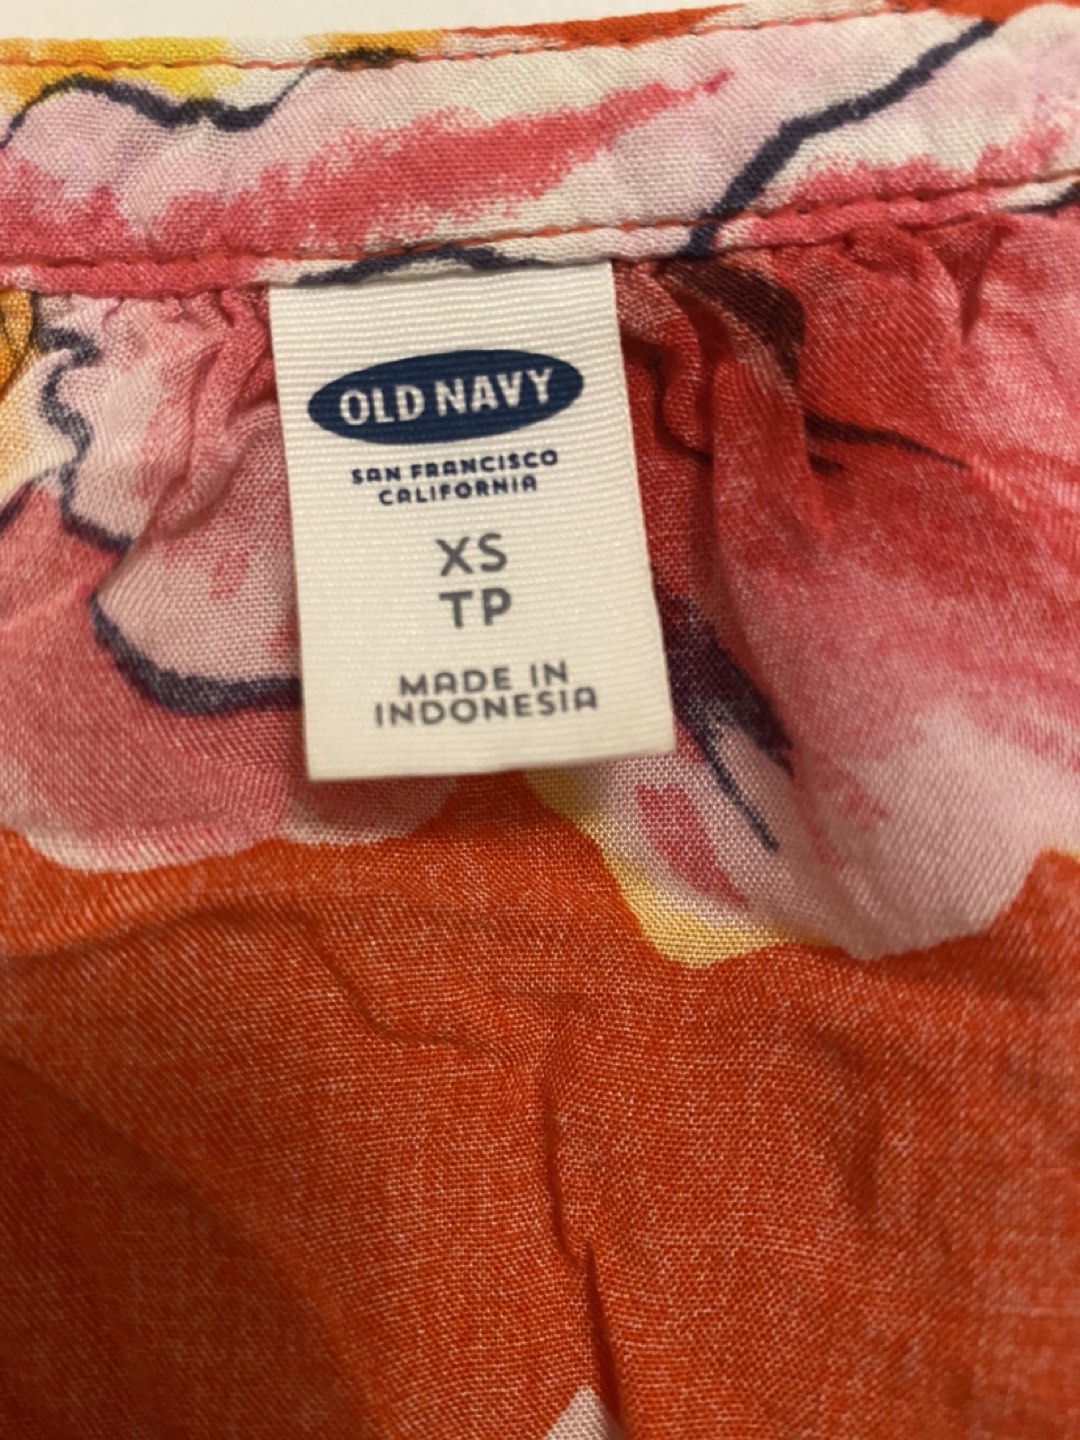 OLD NAVY
SAN FRANCISCO
CALIFORNIA
XS
TP
MADE IN
INDONESIA